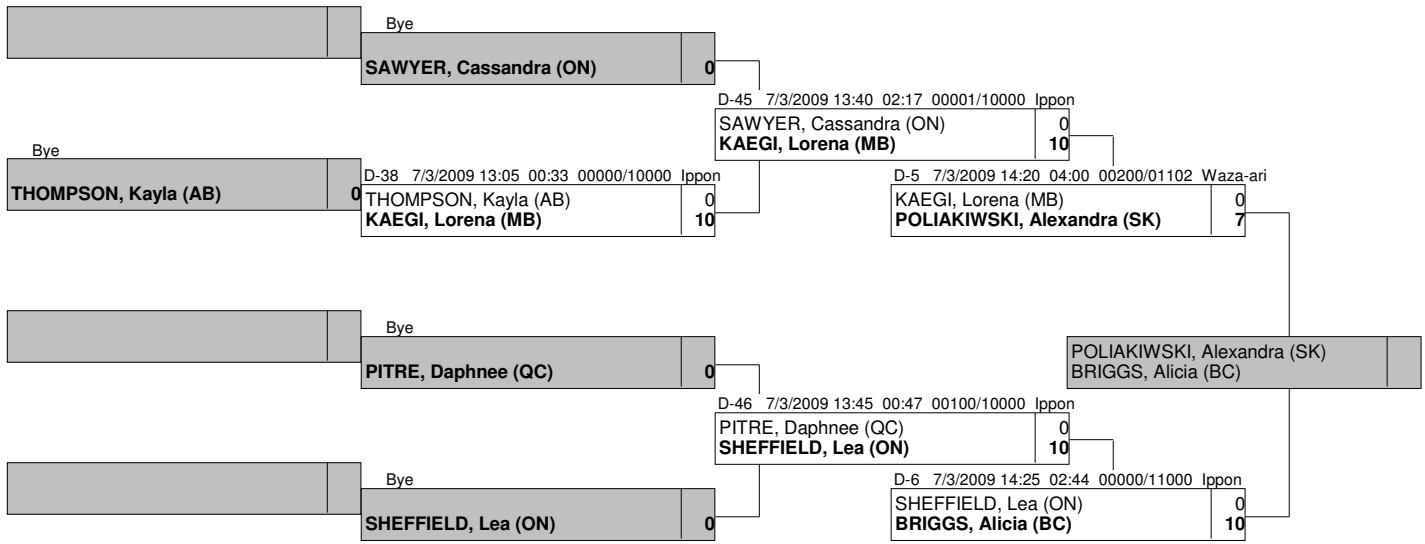 Bye
SAWYER, Cassandra (ON) 0
D-45 7/3/2009 13:40 02:17 00001/10000 Ippon
SAWYER, Cassandra (ON) 0
KAEGI, Lorena (MB) 10
Bye
THOMPSON, Kayla (AB) 0
D-38 7/3/2009 13:05 00:33 00000/10000 Ippon
THOMPSON, Kayla (AB) 0
KAEGI, Lorena (MB) 10
D-5 7/3/2009 14:20 04:00 00200/01102 Waza-ari
KAEGI, Lorena (MB) 0
POLIAKIWSKI, Alexandra (SK) 7
Bye
PITRE, Daphnee (QC) 0
POLIAKIWSKI, Alexandra (SK)
BRIGGS, Alicia (BC)
D-46 7/3/2009 13:45 00:47 00100/10000 Ippon
PITRE, Daphnee (QC) 0
SHEFFIELD, Lea (ON) 10
Bye
SHEFFIELD, Lea (ON) 0
D-6 7/3/2009 14:25 02:44 00000/11000 Ippon
SHEFFIELD, Lea (ON) 0
BRIGGS, Alicia (BC) 10